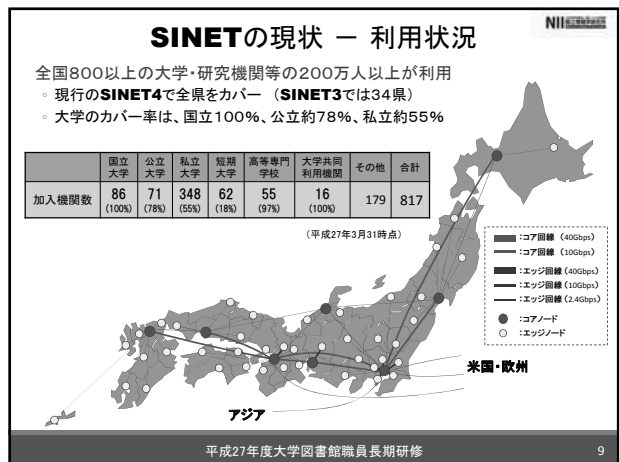 SINETの現状 － 利用状況
NII
全国800以上の大学・研究機関等の200万人以上が利用
◦ 現行のSINET4で全県をカバー （SINET3では34県）
◦ 大学のカバー率は、国立100%、公立約78%、私立約55%
国立大学 公立大学 私立大学 短期大学 高等専門学校 大学共同利用機関 その他 合計
加入機関数 86 71 348 62 55 16 179 817
(100%) (78%) (55%) (18%) (97%) (100%)
（平成27年3月31時点）
:コア回線 （40Gbps）
:コア回線 （10Gbps）
:エッジ回線（40Gbps）
:エッジ回線（10Gbps）
:エッジ回線（2.4Gbps）
:コアノード
:エッジノード
米国・欧州
アジア
平成27年度大学図書館職員長期研修
9